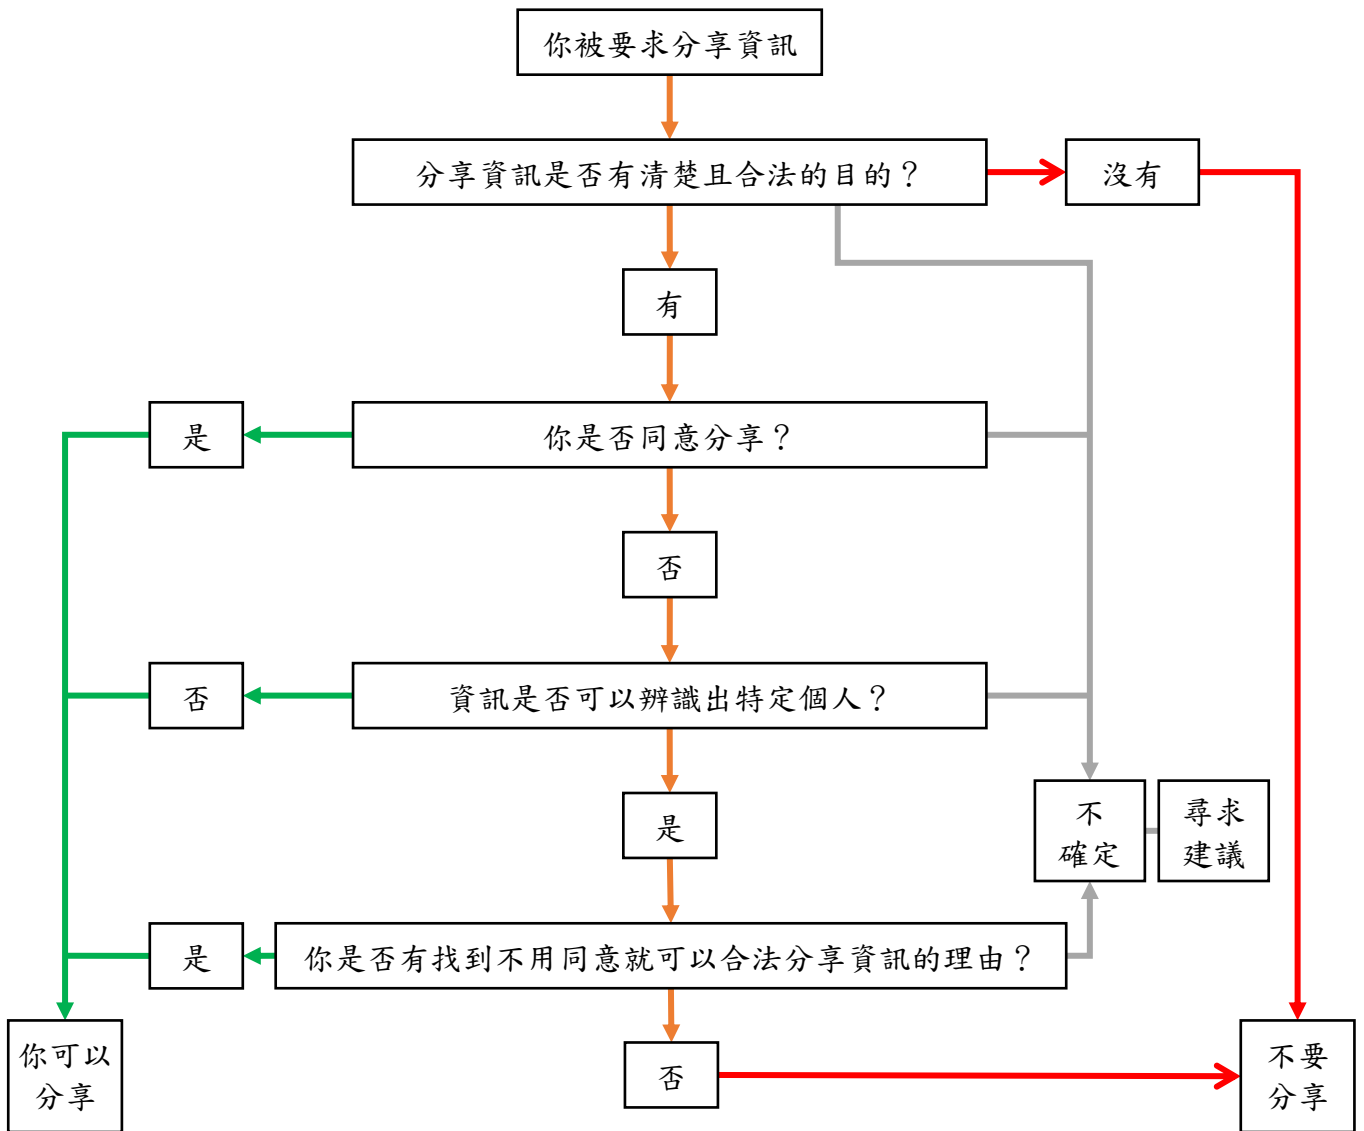 你被要求分享資訊
分享資訊是否有清楚且合法的目的？
沒有
有
是
你是否同意分享？
否
否
資訊是否可以辨識出特定個人？
是
不
確定
尋求
建議
是
你是否有找到不用同意就可以合法分享資訊的理由？
你可以
分享
否
不要
分享